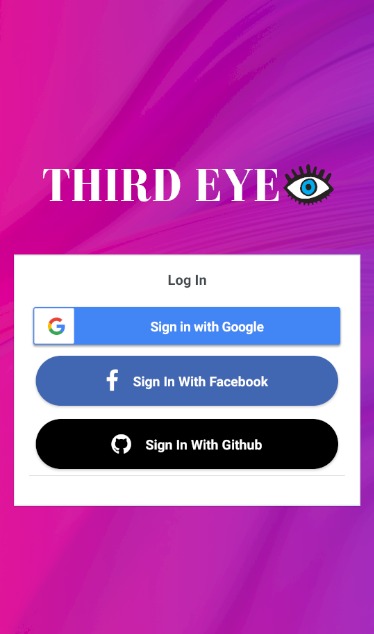 THIRD EYE
Log In
Sign in with Google
Sign In With Facebook
Sign In With Github